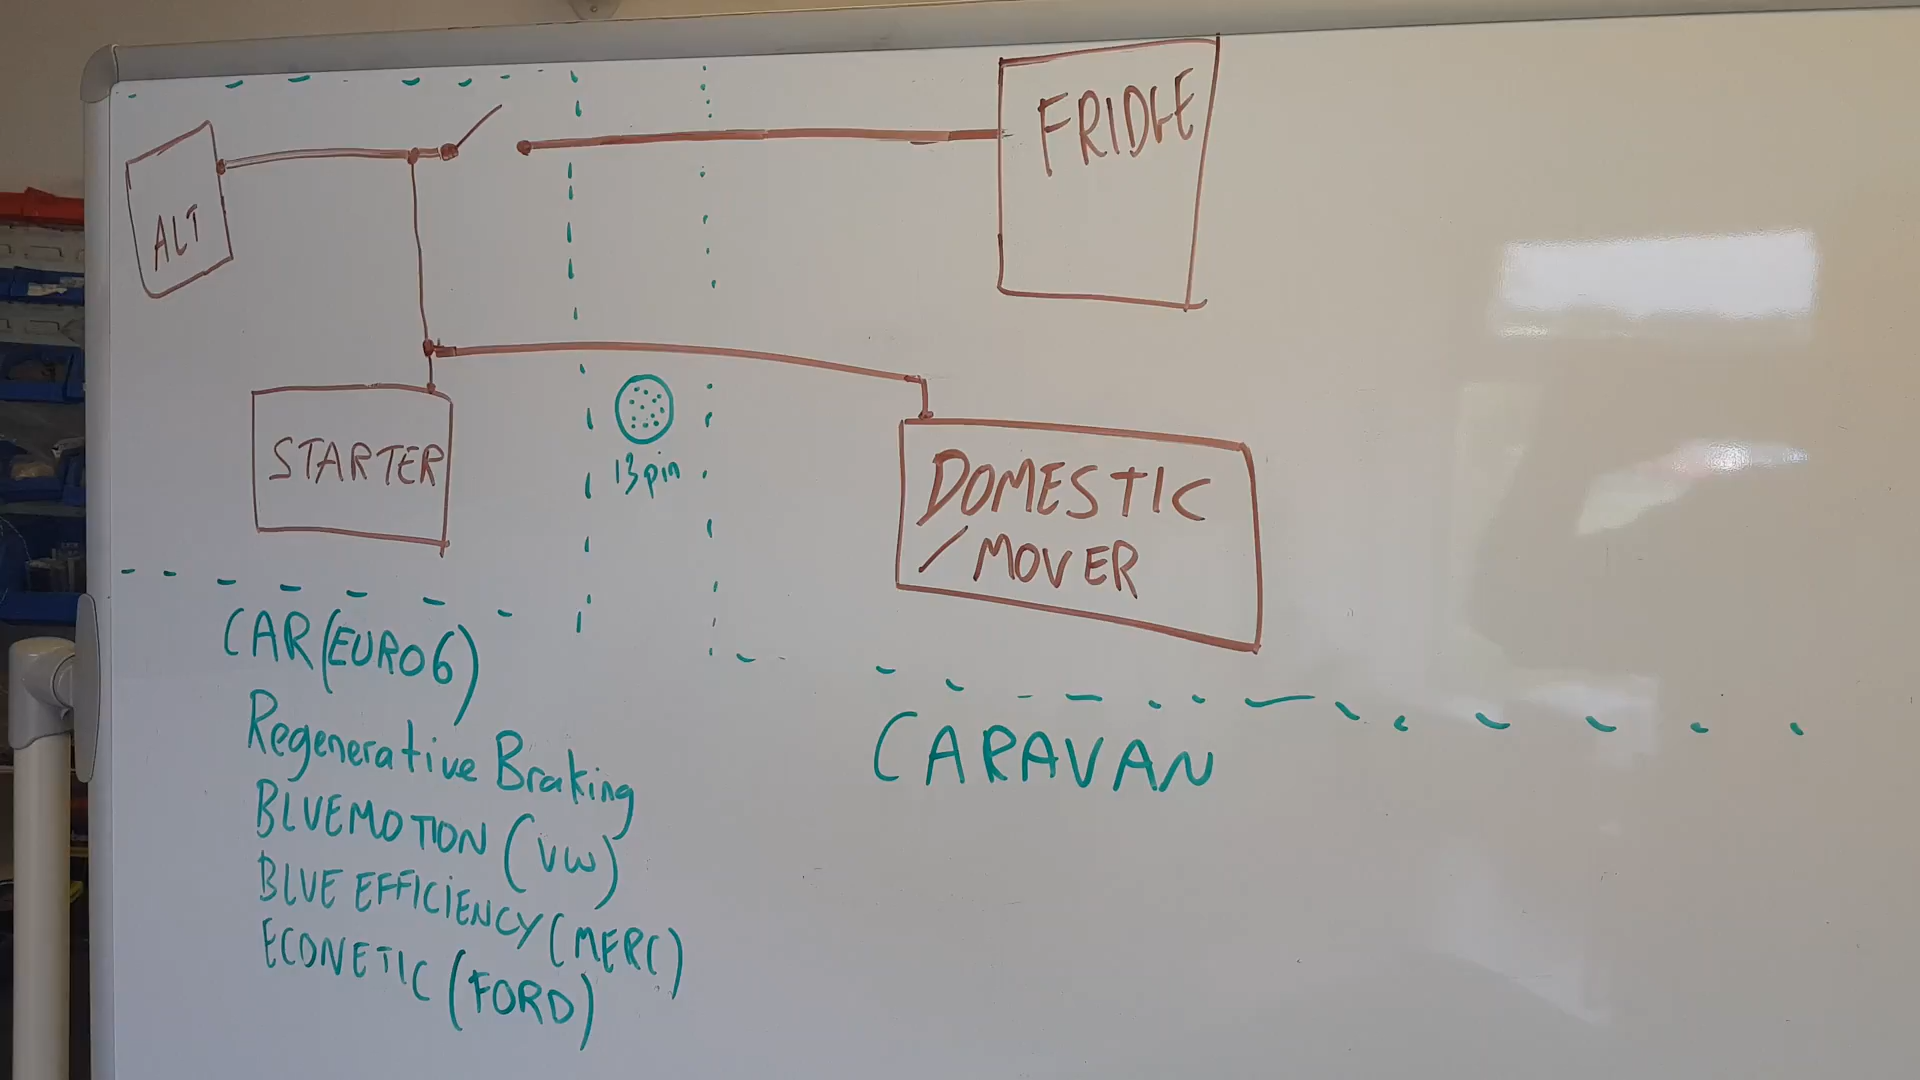 FRIDGE
ALT
STARTER
13pin
DOMESTIC
/MOVER
CAR (EURO6)
Regenerative Braking
BLUEMOTION (VW)
BLUE EFFICIENCY (MERC)
ECONETIC (FORD)
CARAVAN